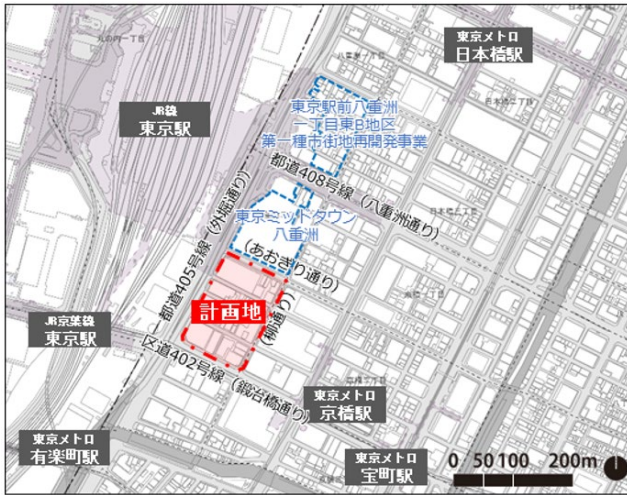 東京メトロ
日本橋駅
八重洲一丁目
東京駅前八重洲
一丁目東B地区
第一種市街地再開発事業
JR線
東京駅
都道408号線（八重洲通り）
東京ミットタウン
八重洲
都道405号線（外堀通り）
（あおぎり通り）
計画地
（柳通り）
JR京葉線
東京駅
区道402号線（鍛冶橋通り）
東京メトロ
京橋駅
東京メトロ
有楽町駅
東京メトロ
宝町駅
0 50 100 200m